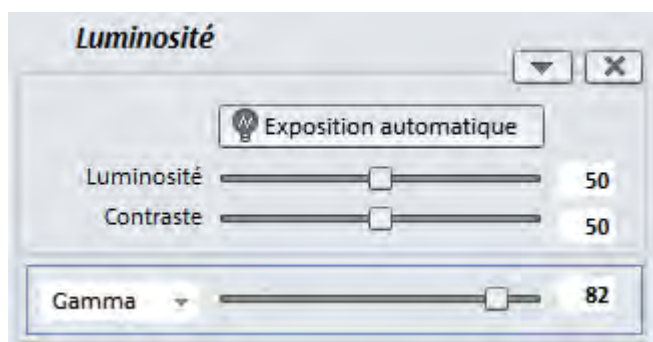 Luminosité
Exposition automatique
Luminosité 50
Contraste 50
Gamma 82